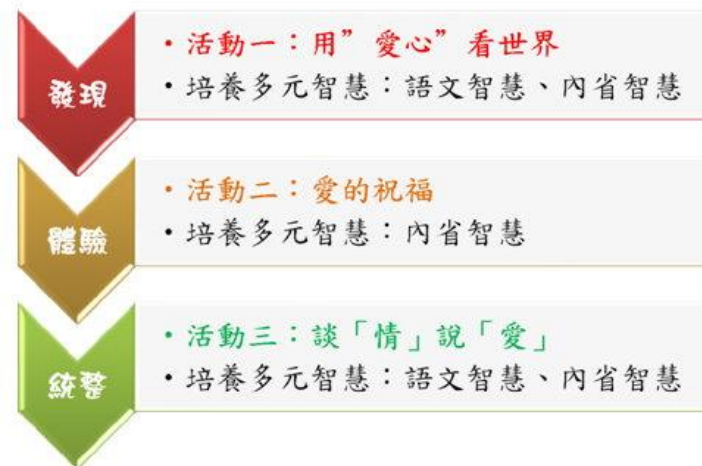 發現
・活動一：用”愛心”看世界
・培養多元智慧：語文智慧、內省智慧
體驗
・活動二：愛的祝福
・培養多元智慧：內省智慧
統整
・活動三：談「情」說「愛」
・培養多元智慧：語文智慧、內省智慧